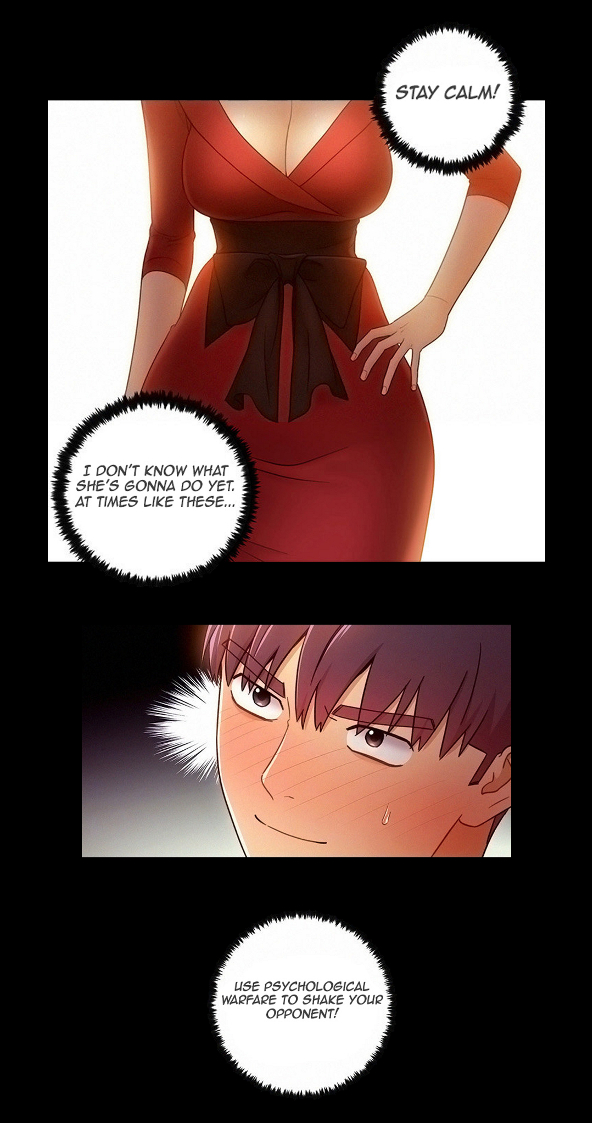 STAY CALM!
I DON'T KNOW WHAT
SHE'S GONNA DO YET.
AT TIMES LIKE THESE...
USE PSYCHOLOGICAL
WARFARE TO SHAKE YOUR
OPPONENT!